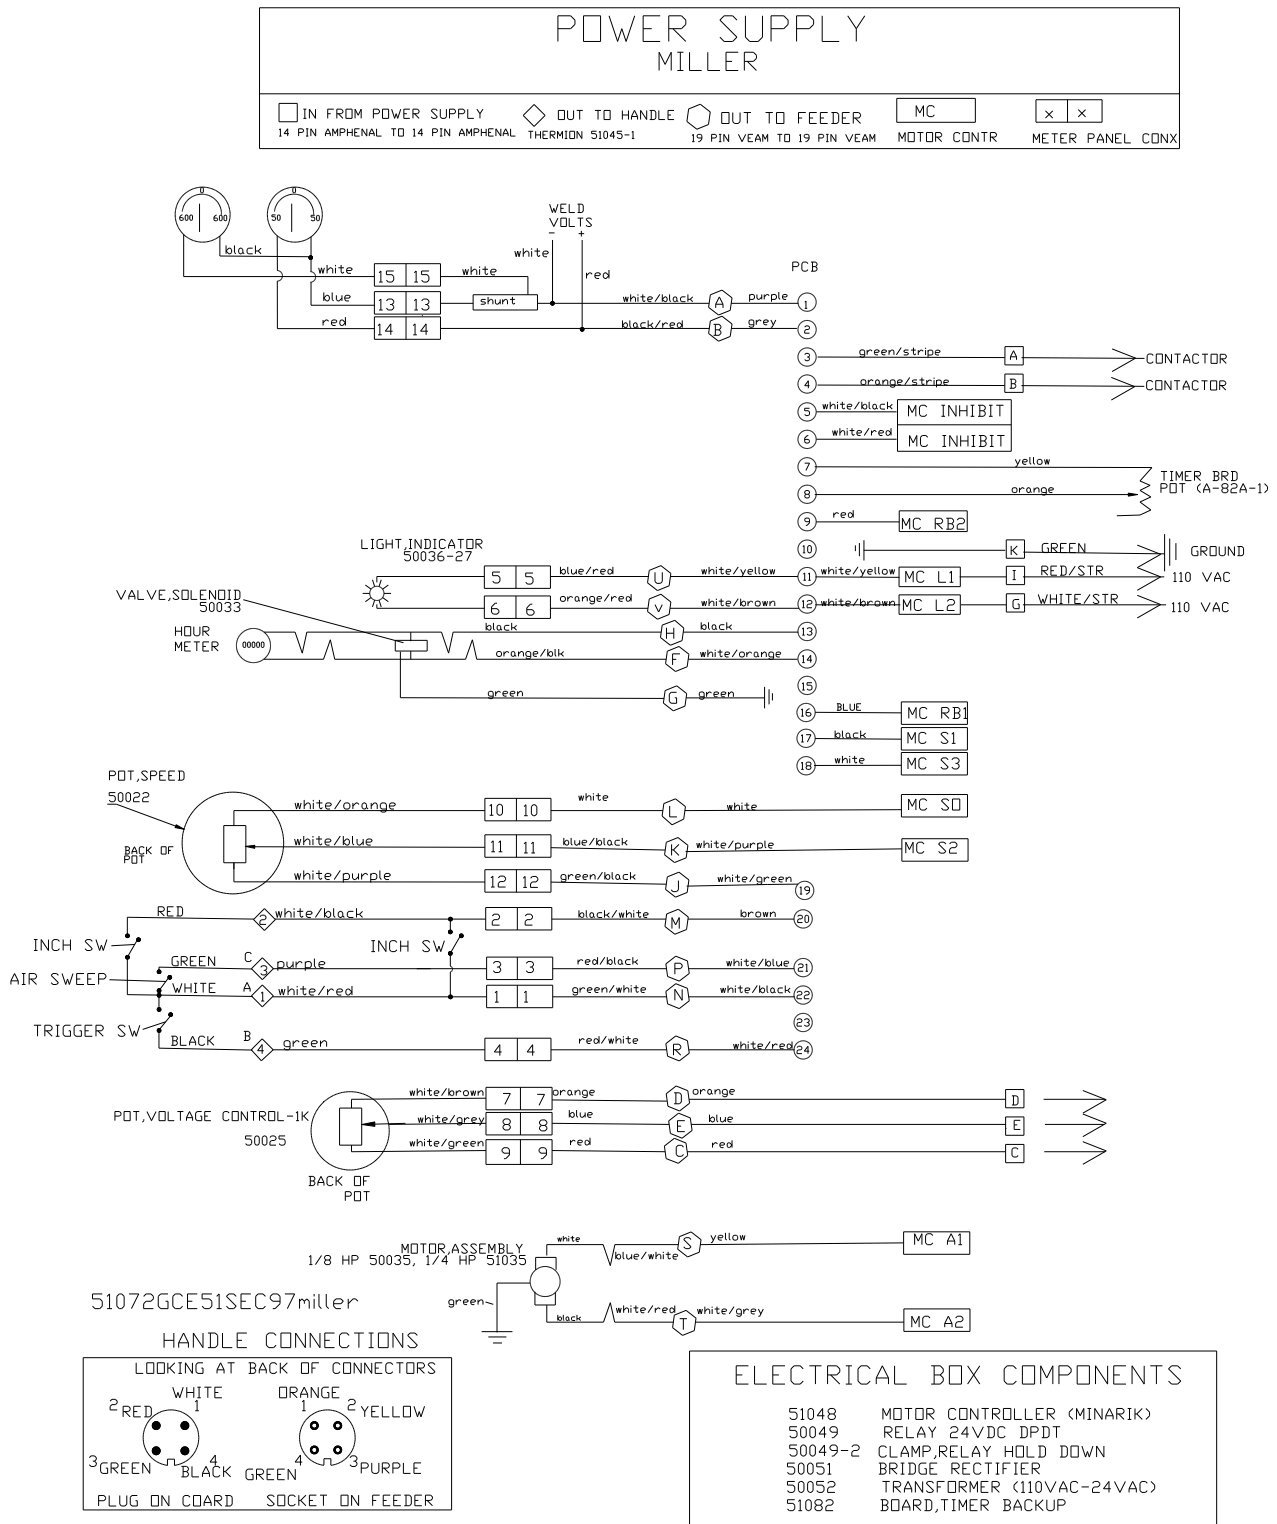 POWER SUPPLY
MILLER
IN FROM POWER SUPPLY
14 PIN AMPHENAL TO 14 PIN AMPHENAL
OUT TO HANDLE
THERMION 51045-1
OUT TO FEEDER
19 PIN VEAM TO 19 PIN VEAM
MC
MOTOR CONTR
x x
METER PANEL CONX
0 0
600 600 50 50
WELD
VOLTS
- +
black
white
white 15 15 white
red
PCB
blue 13 13 shunt white/black A purple 1
red 14 14 black/red B grey 2
3 green/stripe A CONTACTOR
4 orange/stripe B CONTACTOR
5 white/black MC INHIBIT
6 white/red MC INHIBIT
7 yellow
TIMER BRD
POT (A-82A-1)
8 orange
9 red MC RB2
10 K GREEN GROUND
LIGHT,INDICATOR
50036-27
5 5 blue/red U white/yellow 11 white/yellow MC L1 I RED/STR 110 VAC
VALVE,SOLENOID
50033
6 6 orange/red V white/brown 12 white/brown MC L2 G WHITE/STR 110 VAC
HOUR
METER
00000
black H black 13
orange/blk F white/orange 14
15
green G green
16 BLUE MC RB1
17 black MC S1
18 white MC S3
POT,SPEED
50022
BACK OF
POT
white/orange 10 10 white L white MC S0
white/blue 11 11 blue/black K white/purple MC S2
white/purple 12 12 green/black J white/green 19
RED 2 white/black 2 2 black/white M brown 20
INCH SW
INCH SW
GREEN C 3 purple 3 3 red/black P white/blue 21
AIR SWEEP
WHITE A 1 white/red 1 1 green/white N white/black 22
23
TRIGGER SW
BLACK B 4 green 4 4 red/white R white/red 24
white/brown 7 7 orange D orange D
POT,VOLTAGE CONTROL-1K
50025
white/grey 8 8 blue E blue E
white/green 9 9 red C red C
BACK OF
POT
MOTOR,ASSEMBLY
1/8 HP 50035, 1/4 HP 51035
white blue/white S yellow MC A1
green
black white/red T white/grey MC A2
51072GCE51SEC97miller
HANDLE CONNECTIONS
LOOKING AT BACK OF CONNECTORS
WHITE ORANGE
2 RED 1 1 2 YELLOW
3 GREEN BLACK 4 GREEN 4 3 PURPLE
PLUG ON COARD SOCKET ON FEEDER
ELECTRICAL BOX COMPONENTS
51048 MOTOR CONTROLLER (MINARIK)
50049 RELAY 24VDC DPDT
50049-2 CLAMP,RELAY HOLD DOWN
50051 BRIDGE RECTIFIER
50052 TRANSFORMER (110VAC-24VAC)
51082 BOARD,TIMER BACKUP